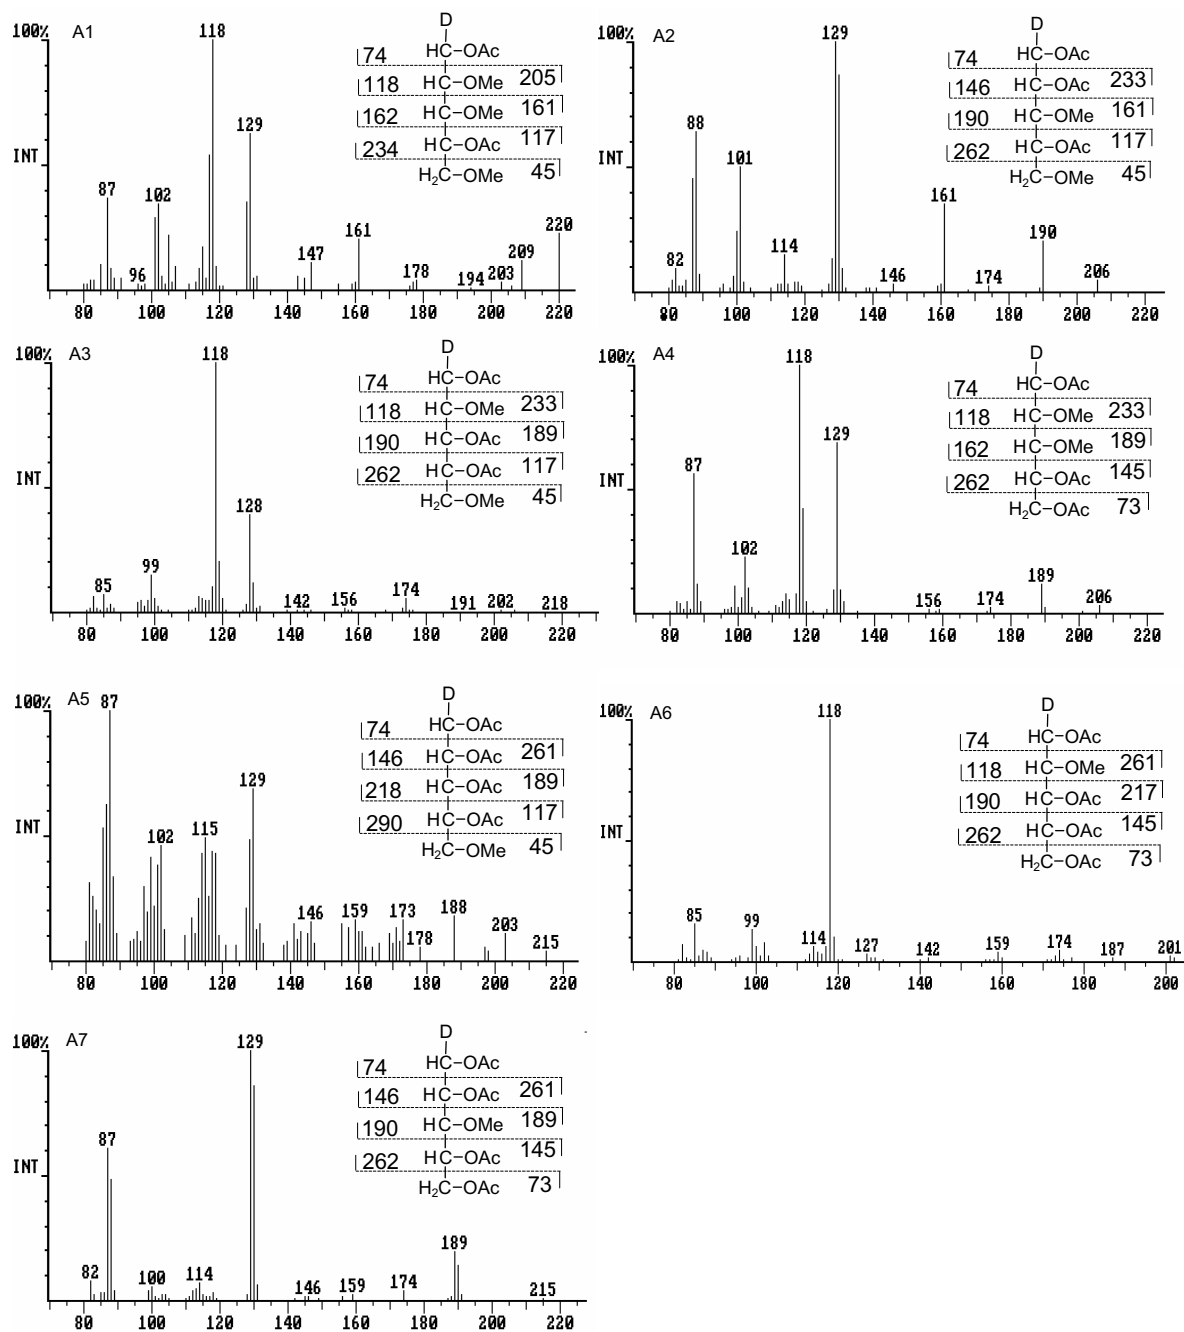 A1
100%
INT
118
129
87
102
147
161
96
178
194
203
209
220
80 100 120 140 160 180 200 220
D
74 HC–OAc
118 HC–OMe 205
162 HC–OMe 161
234 HC–OAc 117
H2C–OMe 45
A2
100%
INT
129
88
101
82
114
146
161
174
190
206
80 100 120 140 160 180 200 220
D
74 HC–OAc
146 HC–OAc 233
190 HC–OMe 161
262 HC–OAc 117
H2C–OMe 45
A3
100%
INT
118
128
85
99
142
156
174
191
202
218
80 100 120 140 160 180 200 220
D
74 HC–OAc
118 HC–OMe 233
190 HC–OAc 189
262 HC–OAc 117
H2C–OMe 45
A4
100%
INT
118
129
87
102
156
174
189
206
80 100 120 140 160 180 200 220
D
74 HC–OAc
118 HC–OMe 233
162 HC–OMe 189
262 HC–OAc 145
H2C–OAc 73
A5
100%
INT
87
129
102
115
146
159
173
178
188
203
215
80 100 120 140 160 180 200 220
D
74 HC–OAc
146 HC–OAc 261
218 HC–OAc 189
290 HC–OAc 117
H2C–OMe 45
A6
100%
INT
118
85
99
114
127
142
159
174
187
201
80 100 120 140 160 180 200
D
74 HC–OAc
118 HC–OMe 261
190 HC–OAc 217
262 HC–OAc 145
H2C–OAc 73
A7
100%
INT
129
87
82
100
114
146
159
174
189
215
80 100 120 140 160 180 200 220
D
74 HC–OAc
146 HC–OAc 261
190 HC–OMe 189
262 HC–OAc 145
H2C–OAc 73